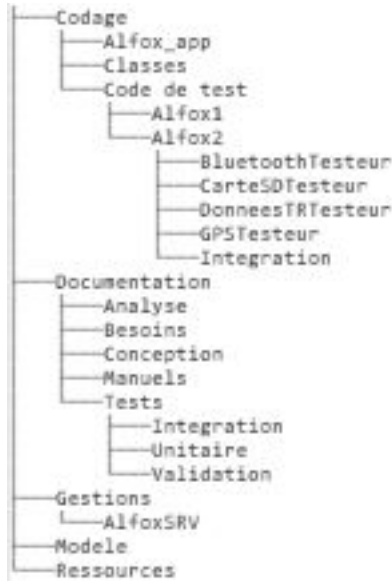 Codage
Alfox_app
Classes
Code de test
Alfox1
Alfox2
BluetoothTesteur
CarteSDTesteur
DonneesTRTesteur
GPSTesteur
Integration
Documentation
Analyse
Besoins
Conception
Manuels
Tests
Integration
Unitaire
Validation
Gestions
AlfoxSRV
Modele
Ressources